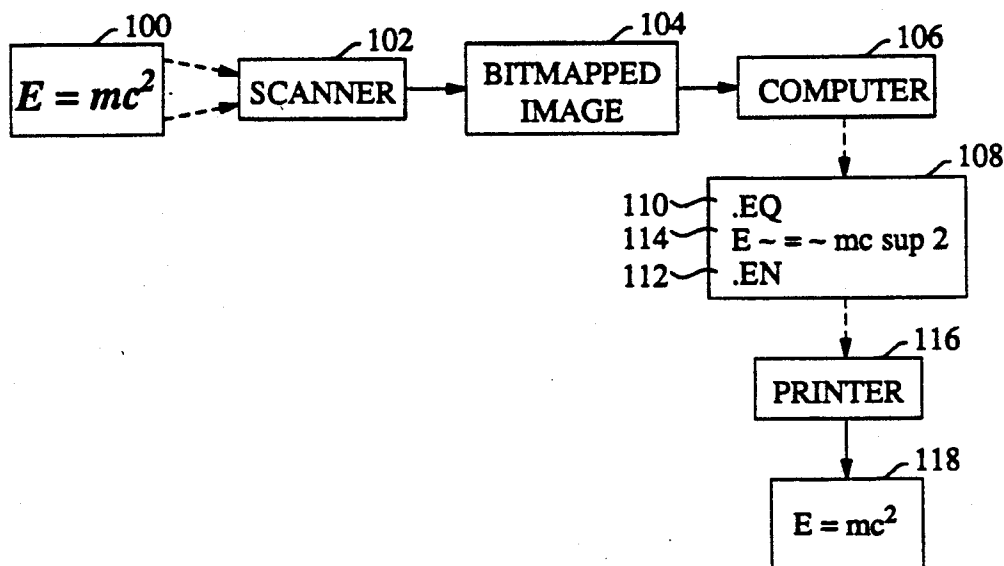 100
E = mc²
102
SCANNER
104
BITMAPPED
IMAGE
106
COMPUTER
108
110 .EQ
114 E ~ = ~ mc sup 2
112 .EN
116
PRINTER
118
E = mc²